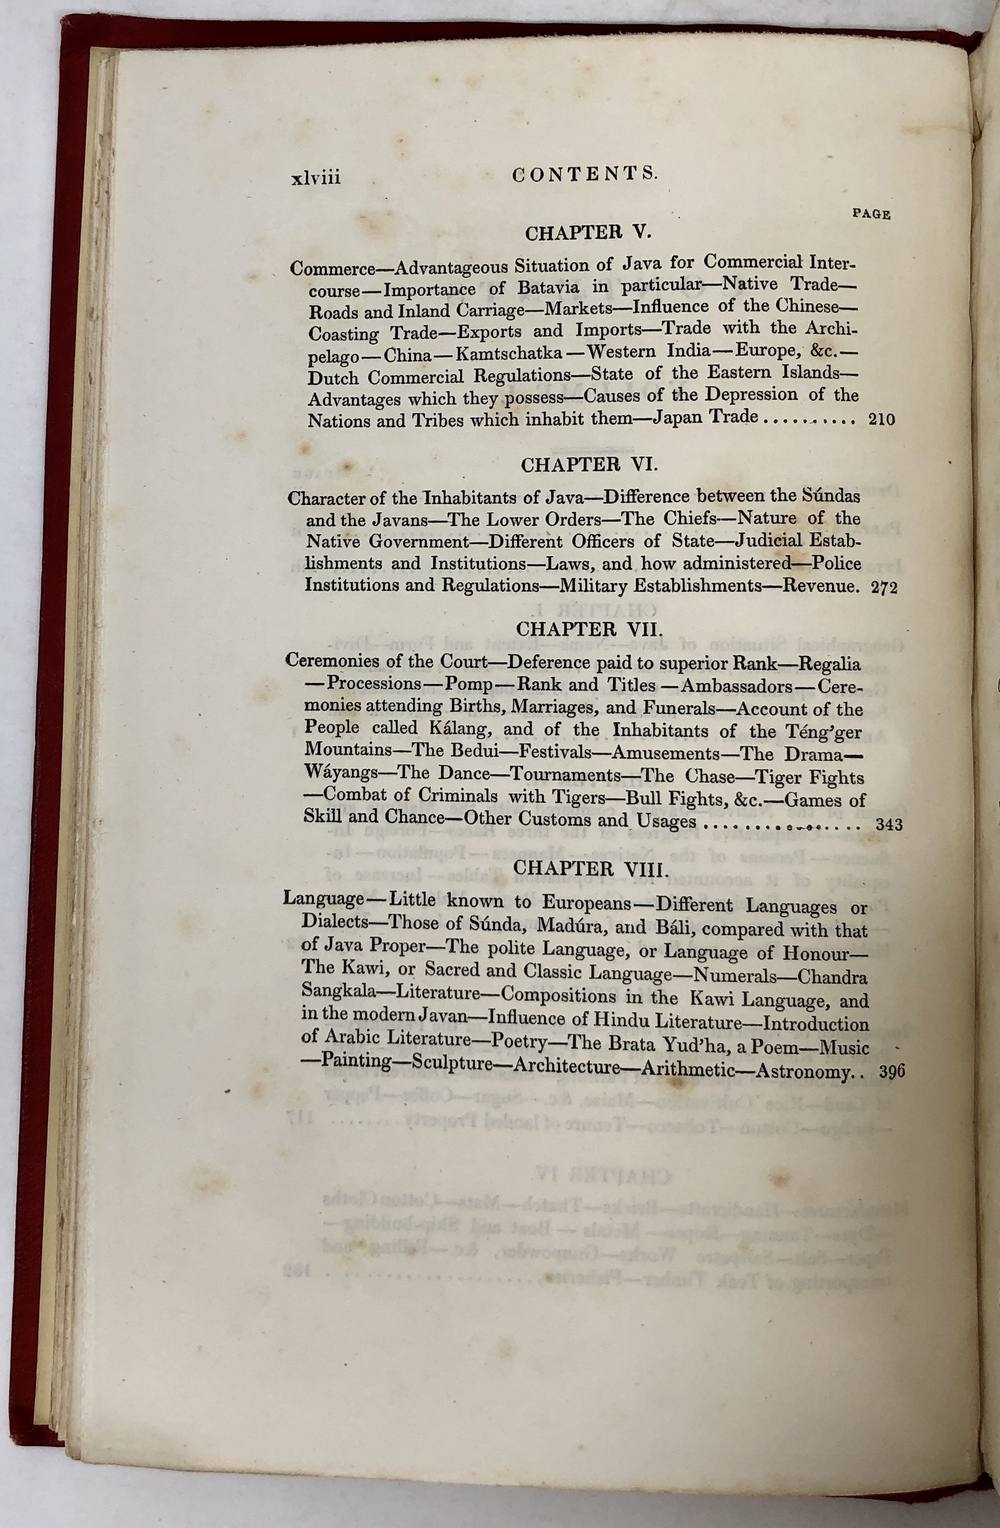 xlviii CONTENTS.
PAGE
CHAPTER V.
Commerce—Advantageous Situation of Java for Commercial Inter-
course—Importance of Batavia in particular—Native Trade—
Roads and Inland Carriage—Markets—Influence of the Chinese—
Coasting Trade—Exports and Imports—Trade with the Archi-
pelago—China—Kamtschatka—Western India—Europe, &c.—
Dutch Commercial Regulations—State of the Eastern Islands—
Advantages which they possess—Causes of the Depression of the
Nations and Tribes which inhabit them—Japan Trade .......... 210
CHAPTER VI.
Character of the Inhabitants of Java—Difference between the Súndas
and the Javans—The Lower Orders—The Chiefs—Nature of the
Native Government—Different Officers of State—Judicial Estab-
lishments and Institutions—Laws, and how administered—Police
Institutions and Regulations—Military Establishments—Revenue. 272
CHAPTER VII.
Ceremonies of the Court—Deference paid to superior Rank—Regalia
—Processions—Pomp—Rank and Titles—Ambassadors—Cere-
monies attending Births, Marriages, and Funerals—Account of the
People called Kálang, and of the Inhabitants of the Téng'ger
Mountains—The Bedui—Festivals—Amusements—The Drama—
Wáyangs—The Dance—Tournaments—The Chase—Tiger Fights
—Combat of Criminals with Tigers—Bull Fights, &c.—Games of
Skill and Chance—Other Customs and Usages ................ 343
CHAPTER VIII.
Language—Little known to Europeans—Different Languages or
Dialects—Those of Súnda, Madúra, and Báli, compared with that
of Java Proper—The polite Language, or Language of Honour—
The Kawi, or Sacred and Classic Language—Numerals—Chandra
Sangkala—Literature—Compositions in the Kawi Language, and
in the modern Javan—Influence of Hindu Literature—Introduction
of Arabic Literature—Poetry—The Brata Yud'ha, a Poem—Music
—Painting—Sculpture—Architecture—Arithmetic—Astronomy.. 396